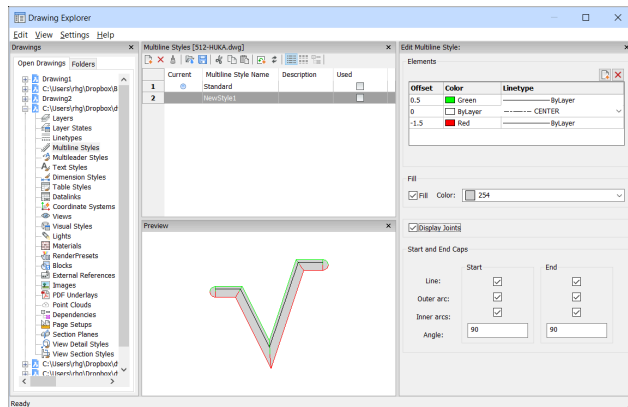 Drawing Explorer
Edit View Settings Help
Drawings
Open Drawings Folders
Drawing1
C:\Users\rhg\Dropbox\B
Drawing2
C:\Users\rhg\Dropbox\d
Layers
Layer States
Linetypes
Multiline Styles
Multileader Styles
Text Styles
Dimension Styles
Table Styles
Datalinks
Coordinate Systems
Views
Visual Styles
Lights
Materials
RenderPresets
Blocks
External References
Images
PDF Underlays
Point Clouds
Dependencies
Page Setups
Section Planes
View Detail Styles
View Section Styles
C:\Users\rhg\Dropbox\d
C:\Users\rhg\Dropbox\d
Multiline Styles [512-HUKA.dwg]
Current Multiline Style Name Description Used
1 Standard
2 NewStyle1
Preview
Edit Multiline Style:
Elements
Offset Color Linetype
0.5 Green ByLayer
0 ByLayer CENTER
-1.5 Red ByLayer
Fill
Fill Color: 254
Display Joints
Start and End Caps
Start End
Line:
Outer arc:
Inner arcs:
Angle: 90 90
Ready